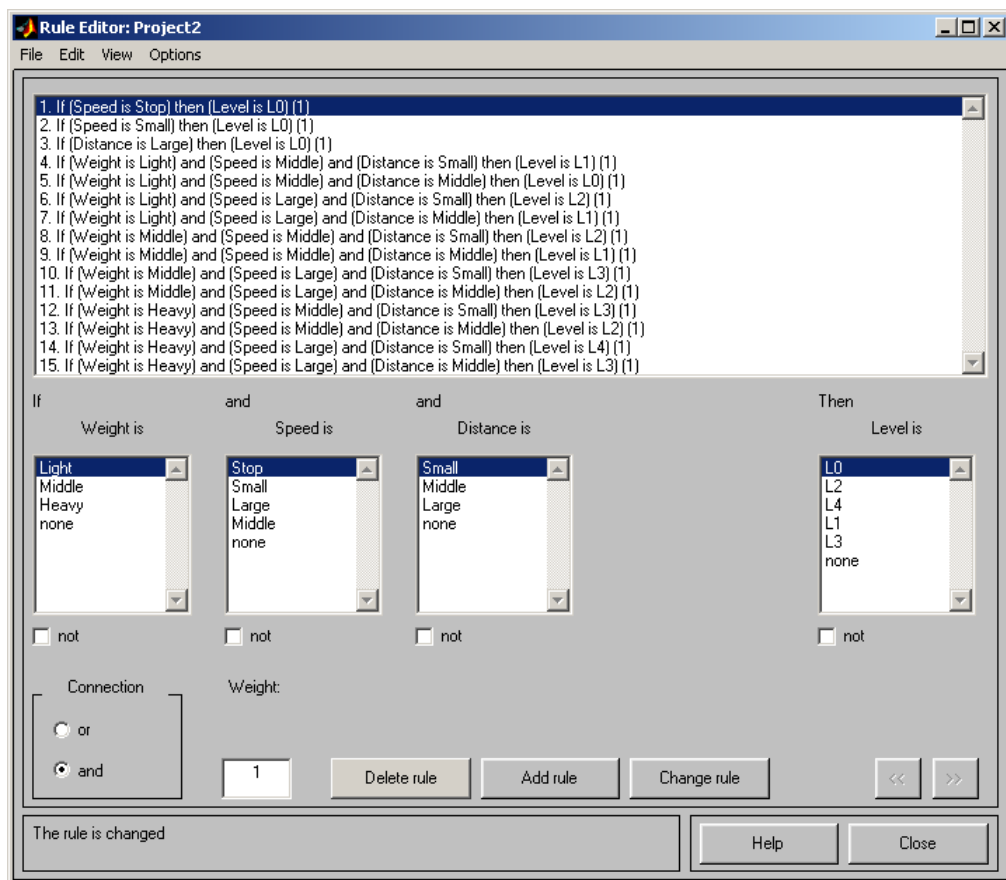 Rule Editor: Project2
File Edit View Options
1. If (Speed is Stop) then (Level is L0) (1)
2. If (Speed is Small) then (Level is L0) (1)
3. If (Distance is Large) then (Level is L0) (1)
4. If (Weight is Light) and (Speed is Middle) and (Distance is Small) then (Level is L1) (1)
5. If (Weight is Light) and (Speed is Middle) and (Distance is Middle) then (Level is L0) (1)
6. If (Weight is Light) and (Speed is Large) and (Distance is Small) then (Level is L2) (1)
7. If (Weight is Light) and (Speed is Large) and (Distance is Middle) then (Level is L1) (1)
8. If (Weight is Middle) and (Speed is Middle) and (Distance is Small) then (Level is L2) (1)
9. If (Weight is Middle) and (Speed is Middle) and (Distance is Middle) then (Level is L1) (1)
10. If (Weight is Middle) and (Speed is Large) and (Distance is Small) then (Level is L3) (1)
11. If (Weight is Middle) and (Speed is Large) and (Distance is Middle) then (Level is L2) (1)
12. If (Weight is Heavy) and (Speed is Middle) and (Distance is Small) then (Level is L3) (1)
13. If (Weight is Heavy) and (Speed is Middle) and (Distance is Middle) then (Level is L2) (1)
14. If (Weight is Heavy) and (Speed is Large) and (Distance is Small) then (Level is L4) (1)
15. If (Weight is Heavy) and (Speed is Large) and (Distance is Middle) then (Level is L3) (1)
If and and Then
Weight is Speed is Distance is Level is
Light Stop Small L0
Middle Small Middle L2
Heavy Large Large L4
none Middle none L1
none L3
none
not not not not
Connection Weight:
or
and 1 Delete rule Add rule Change rule << >>
The rule is changed Help Close